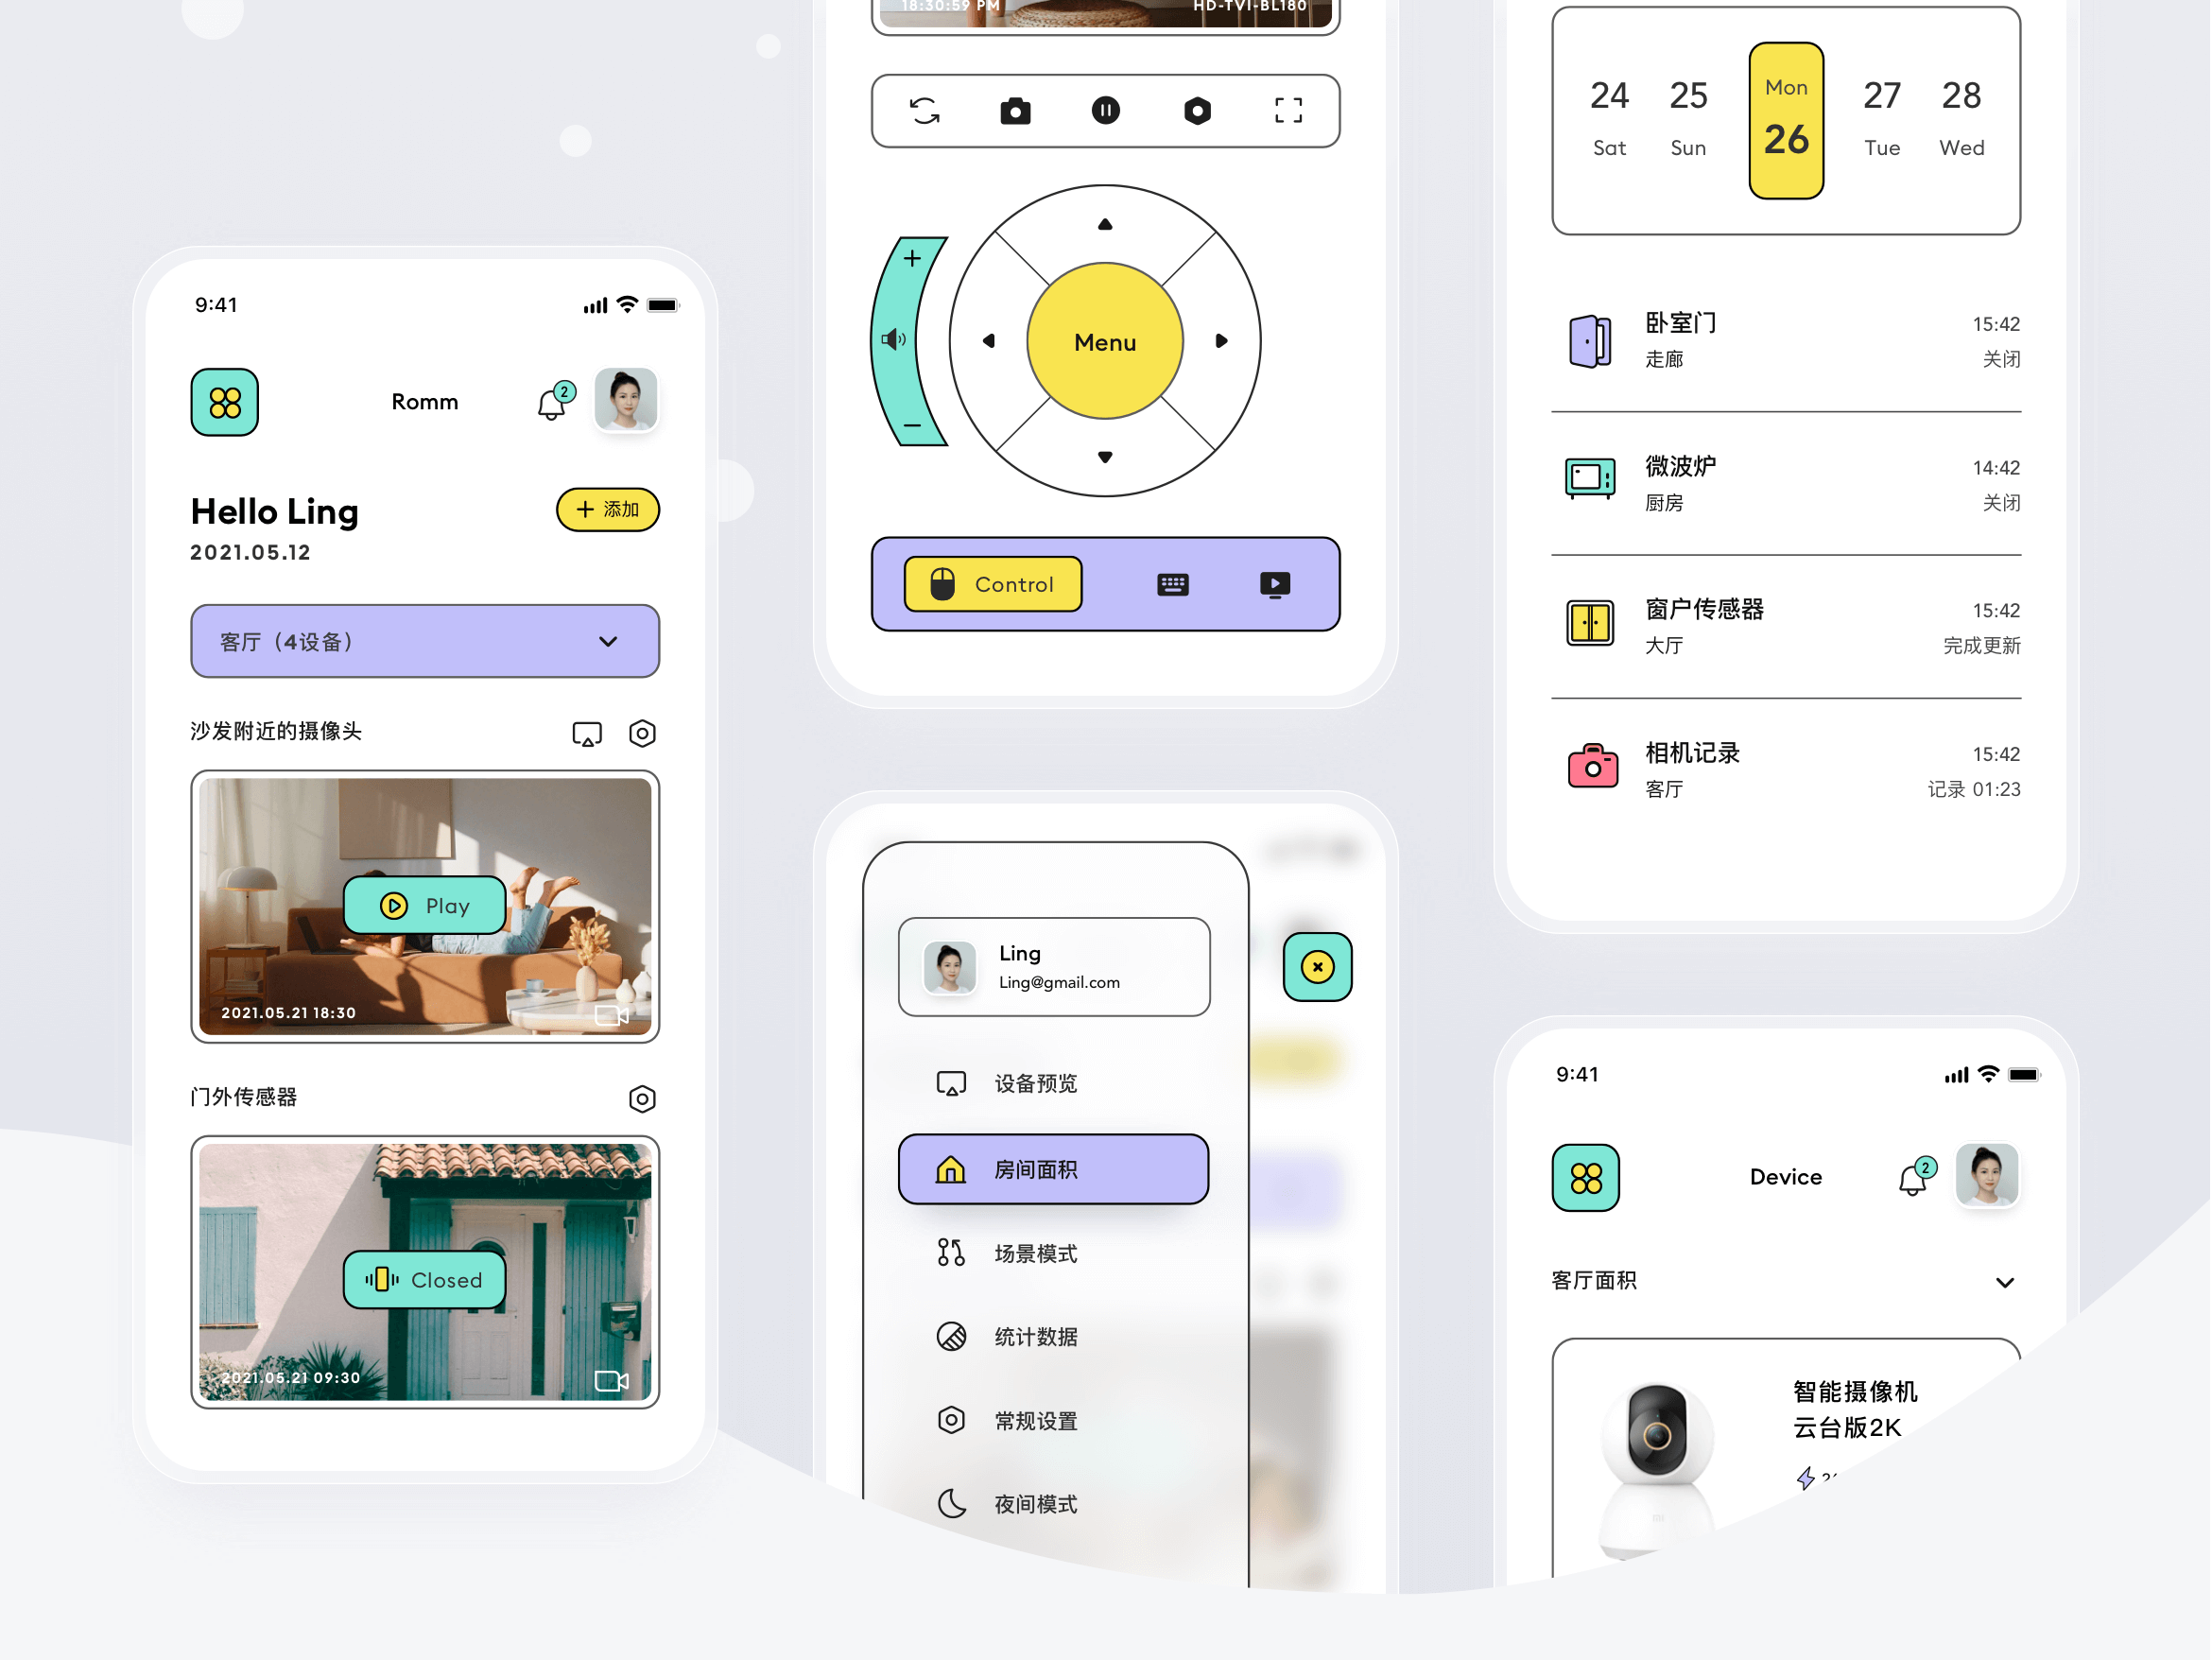 9:41
Romm
2
Hello Ling
添加
2021.05.12
客厅（4设备）
沙发附近的摄像头
Play
2021.05.21 18:30
门外传感器
Closed
2021.05.21 09:30
18:30:59 PM
HD-TVI-BL180
Menu
Control
Ling
Ling@gmail.com
设备预览
房间面积
场景模式
统计数据
常规设置
夜间模式
24 25 Mon 27 28
Sat Sun 26 Tue Wed
卧室门 15:42
走廊 关闭
微波炉 14:42
厨房 关闭
窗户传感器 15:42
大厅 完成更新
相机记录 15:42
客厅 记录 01:23
9:41
Device
2
客厅面积
智能摄像机
云台版2K
mi